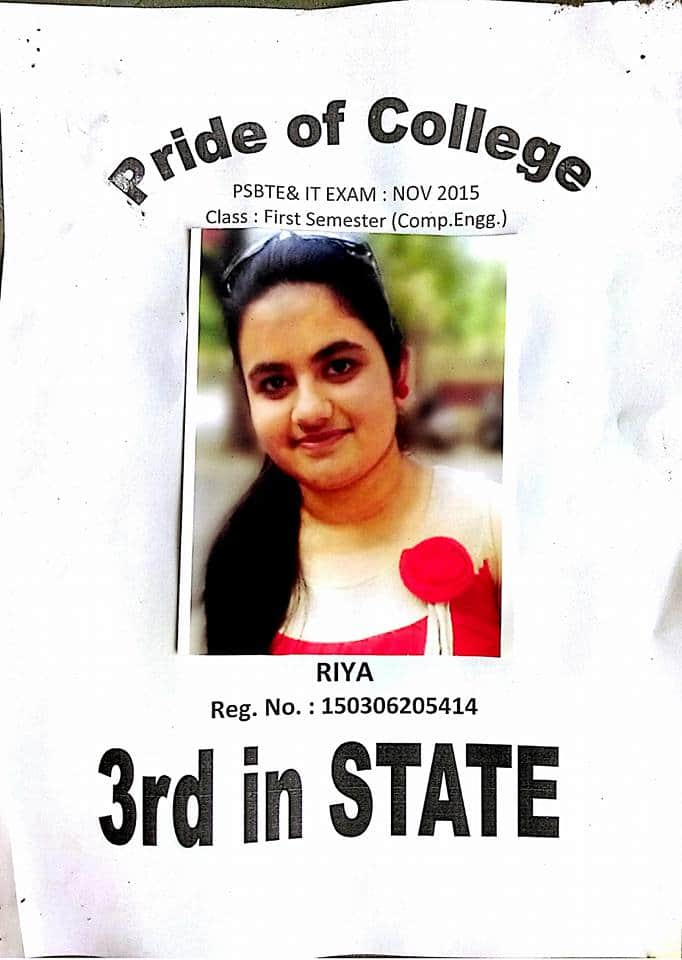 Pride of College
PSBTE& IT EXAM : NOV 2015
Class : First Semester (Comp.Engg.)
RIYA
Reg. No. : 150306205414
3rd in STATE